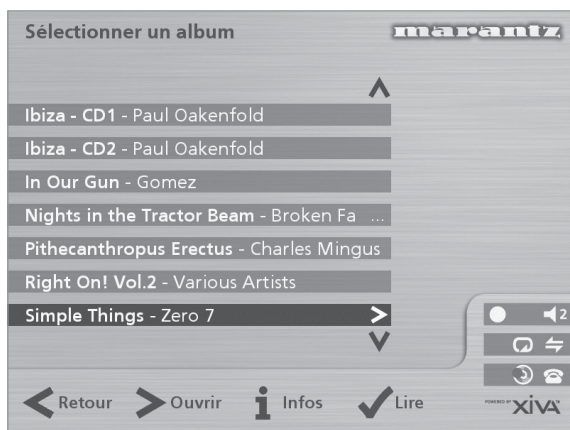 Sélectionner un album
marantz
Ibiza - CD1 - Paul Oakenfold
Ibiza - CD2 - Paul Oakenfold
In Our Gun - Gomez
Nights in the Tractor Beam - Broken Fa ...
Pithecanthropus Erectus - Charles Mingus
Right On! Vol.2 - Various Artists
Simple Things - Zero 7
2
Retour Ouvrir Infos Lire
POWERED BY XiVA